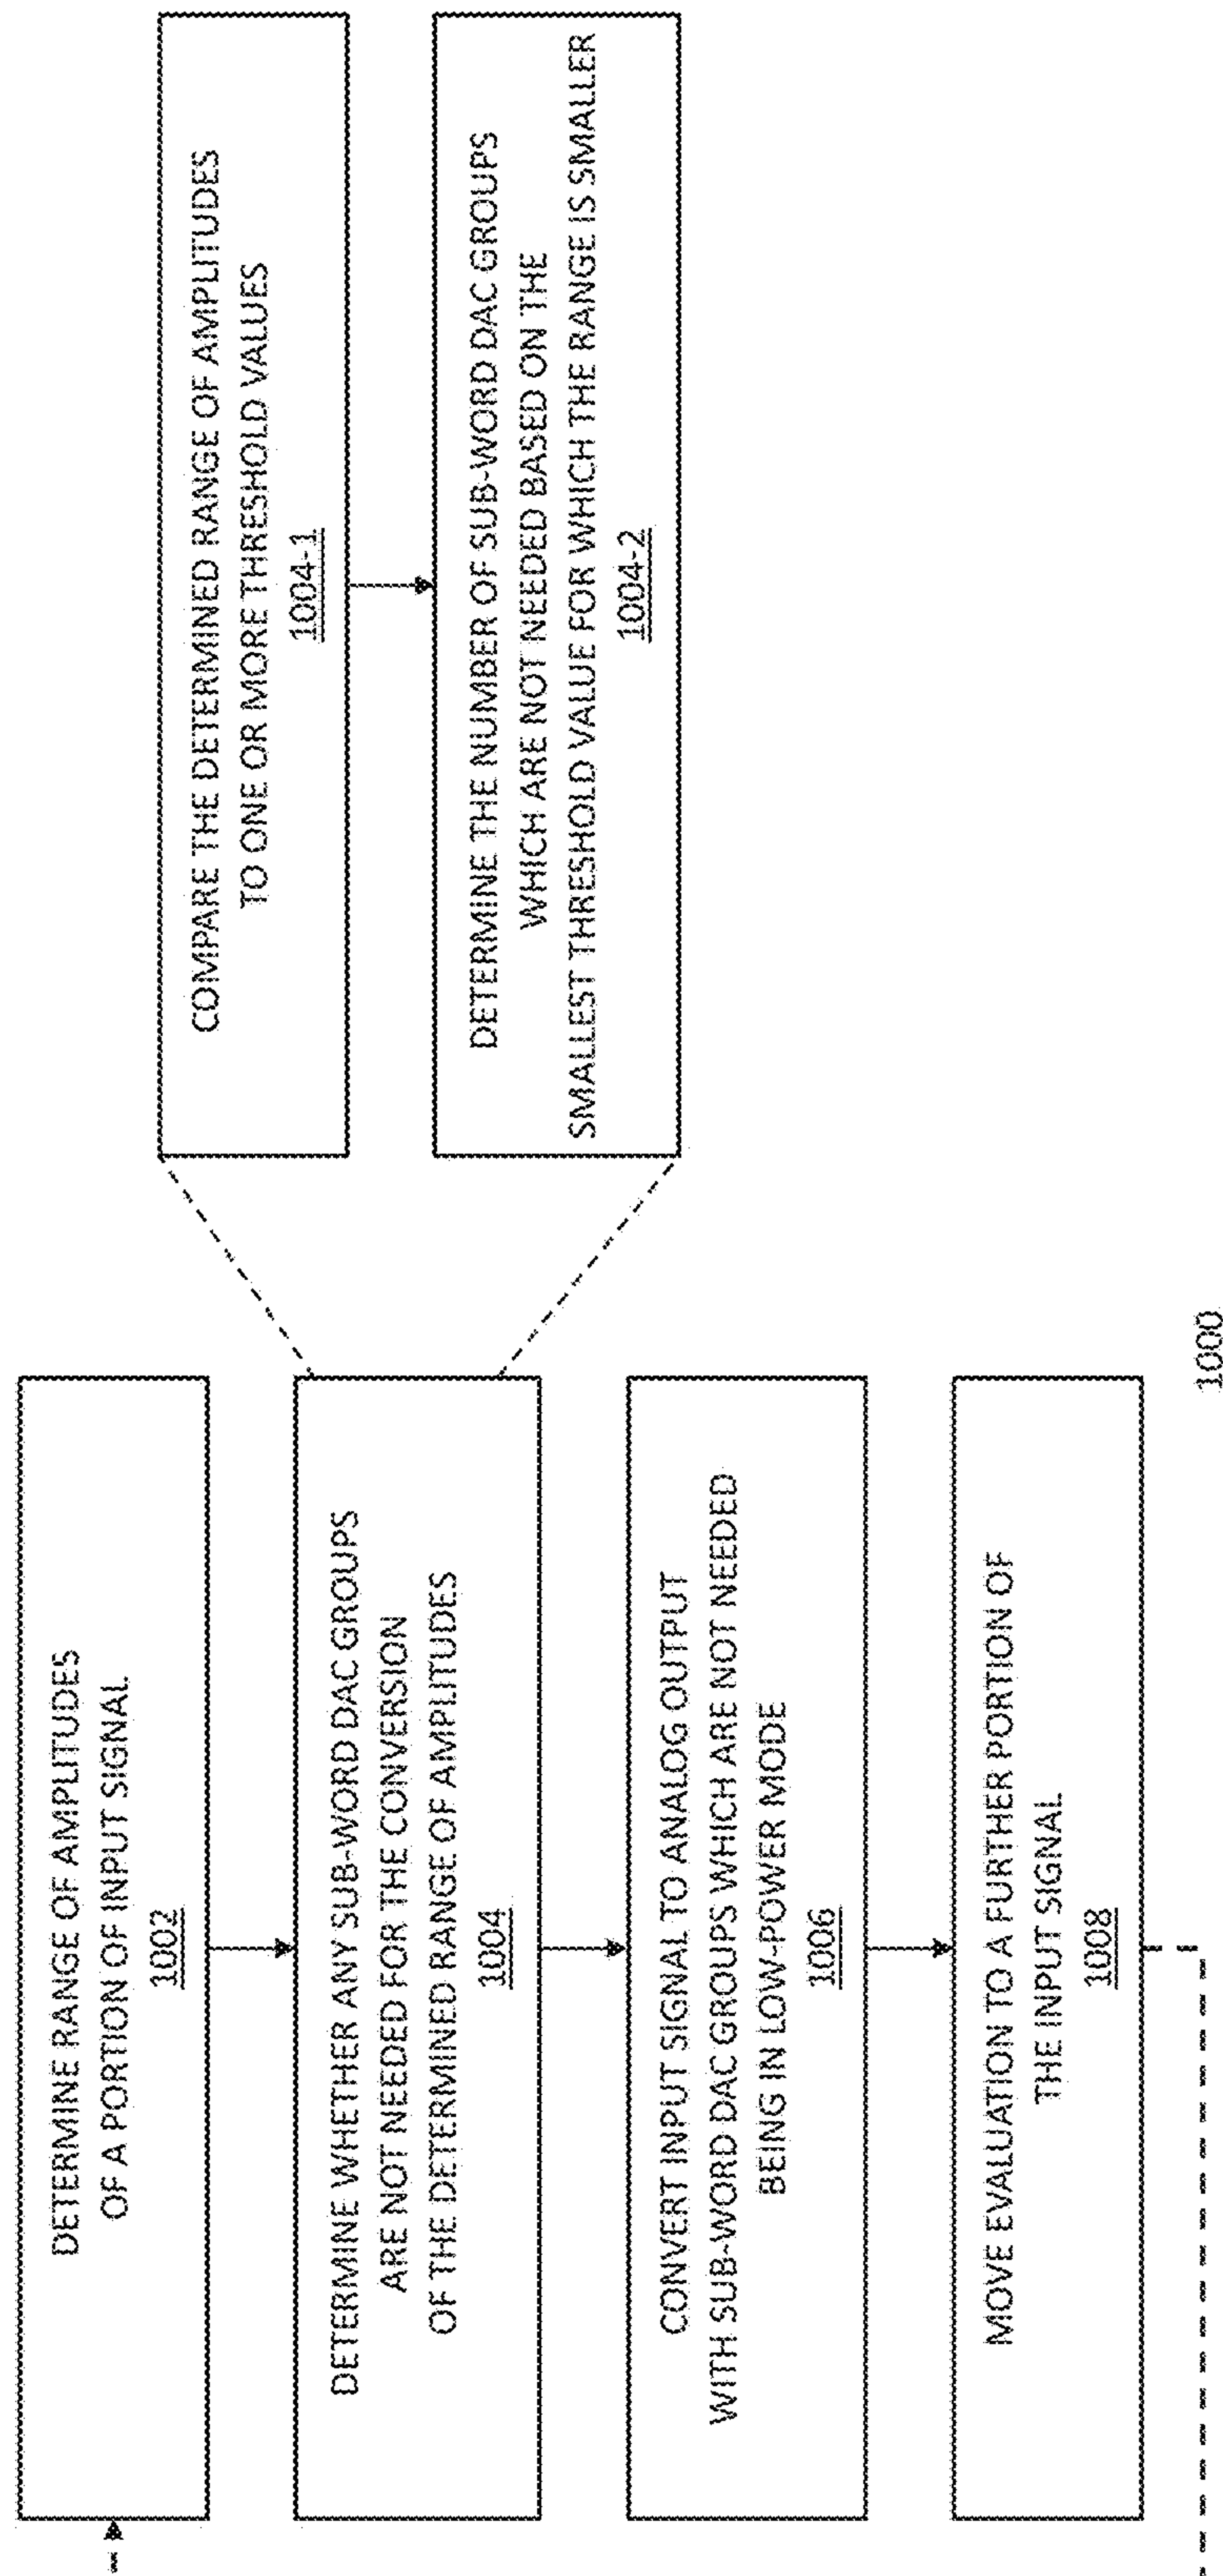 DETERMINE RANGE OF AMPLITUDES
OF A PORTION OF INPUT SIGNAL
1002
DETERMINE WHETHER ANY SUB-WORD DAC GROUPS
ARE NOT NEEDED FOR THE CONVERSION
OF THE DETERMINED RANGE OF AMPLITUDES
1004
CONVERT INPUT SIGNAL TO ANALOG OUTPUT
WITH SUB-WORD DAC GROUPS WHICH ARE NOT NEEDED
BEING IN LOW-POWER MODE
1006
MOVE EVALUATION TO A FURTHER PORTION OF
THE INPUT SIGNAL
1008
COMPARE THE DETERMINED RANGE OF AMPLITUDES
TO ONE OR MORE THRESHOLD VALUES
1004-1
DETERMINE THE NUMBER OF SUB-WORD DAC GROUPS
WHICH ARE NOT NEEDED BASED ON THE
SMALLEST THRESHOLD VALUE FOR WHICH THE RANGE IS SMALLER
1004-2
1000